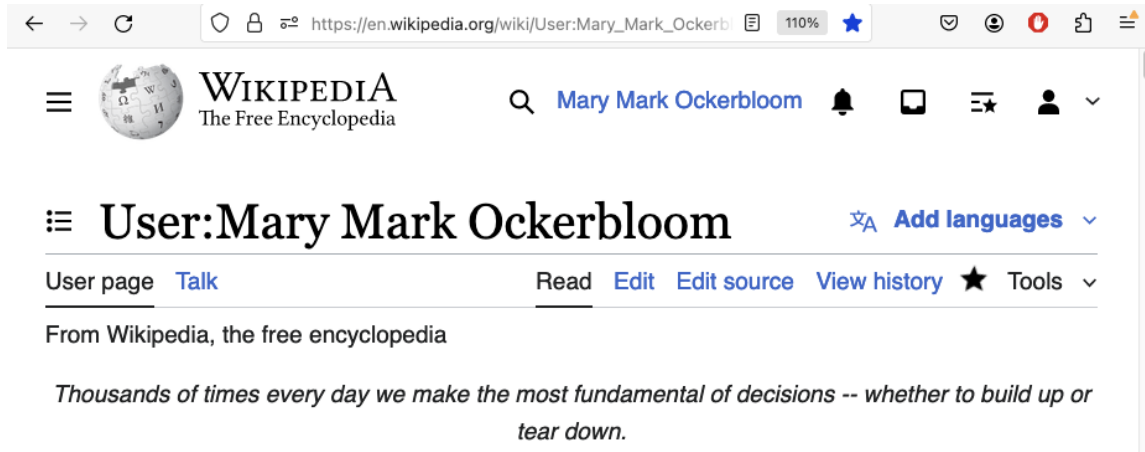 https://en.wikipedia.org/wiki/User:Mary_Mark_Ockerbl 110%
WIKIPEDIA
The Free Encyclopedia
Mary Mark Ockerbloom
User:Mary Mark Ockerbloom
Add languages
User page Talk Read Edit Edit source View history Tools
From Wikipedia, the free encyclopedia
Thousands of times every day we make the most fundamental of decisions -- whether to build up or
tear down.